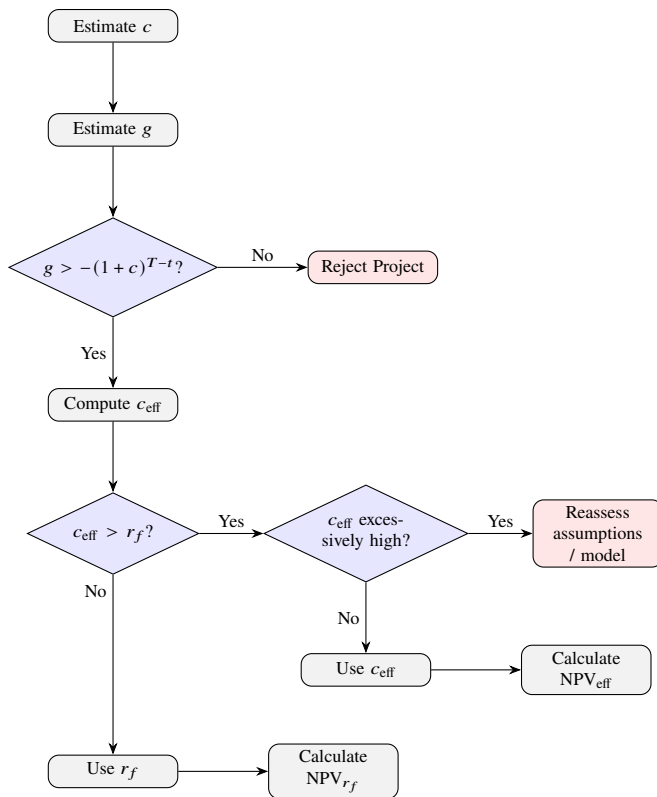 Estimate c
Estimate g
g > −(1 + c)^{T−t}?
No
Reject Project
Yes
Compute c_eff
c_eff > r_f?
Yes
c_eff exces-
sively high?
Yes
Reassess
assumptions
/ model
No
No
Use c_eff
Calculate
NPV_eff
Use r_f
Calculate
NPV_{r_f}